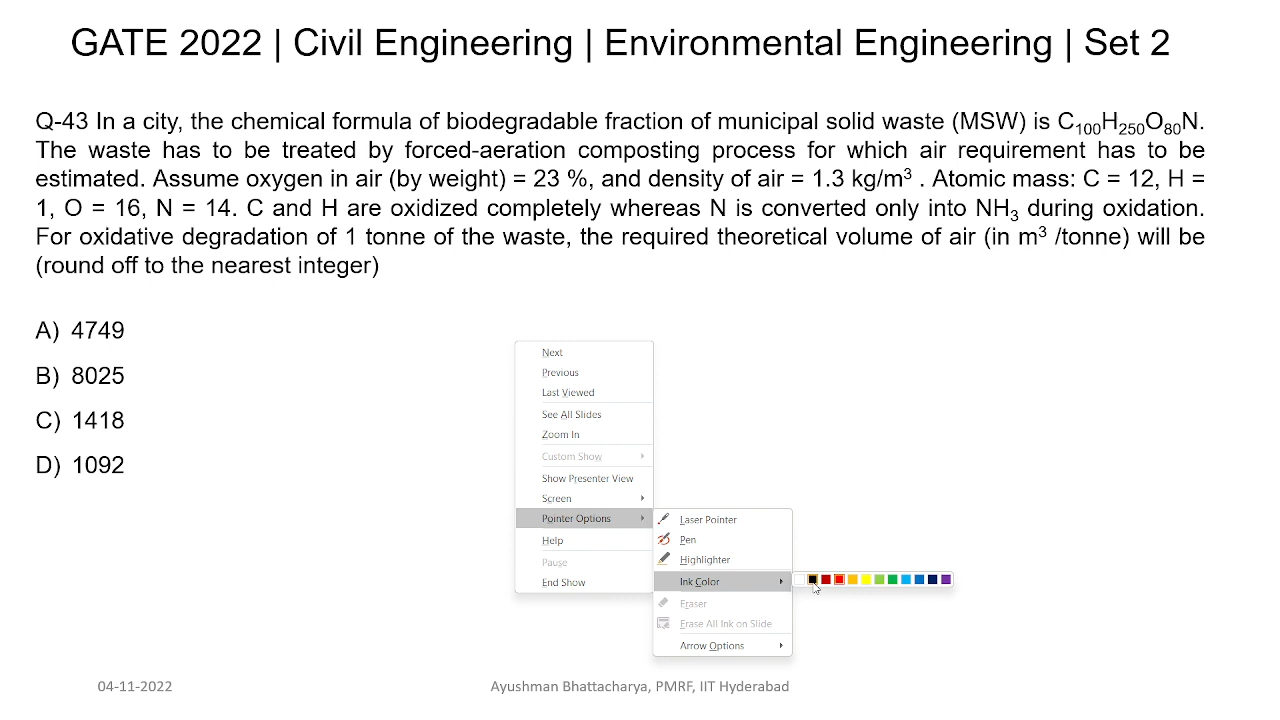 GATE 2022 | Civil Engineering | Environmental Engineering | Set 2
Q-43 In a city, the chemical formula of biodegradable fraction of municipal solid waste (MSW) is C₁₀₀H₂₅₀O₈₀N.
The waste has to be treated by forced-aeration composting process for which air requirement has to be
estimated. Assume oxygen in air (by weight) = 23 %, and density of air = 1.3 kg/m³ . Atomic mass: C = 12, H =
1, O = 16, N = 14. C and H are oxidized completely whereas N is converted only into NH₃ during oxidation.
For oxidative degradation of 1 tonne of the waste, the required theoretical volume of air (in m³ /tonne) will be
(round off to the nearest integer)
A) 4749
B) 8025
C) 1418
D) 1092
Next
Previous
Last Viewed
See All Slides
Zoom In
Custom Show
Show Presenter View
Screen
Pointer Options
Help
Pause
End Show
Laser Pointer
Pen
Highlighter
Ink Color
Eraser
Erase All Ink on Slide
Arrow Options
04-11-2022
Ayushman Bhattacharya, PMRF, IIT Hyderabad